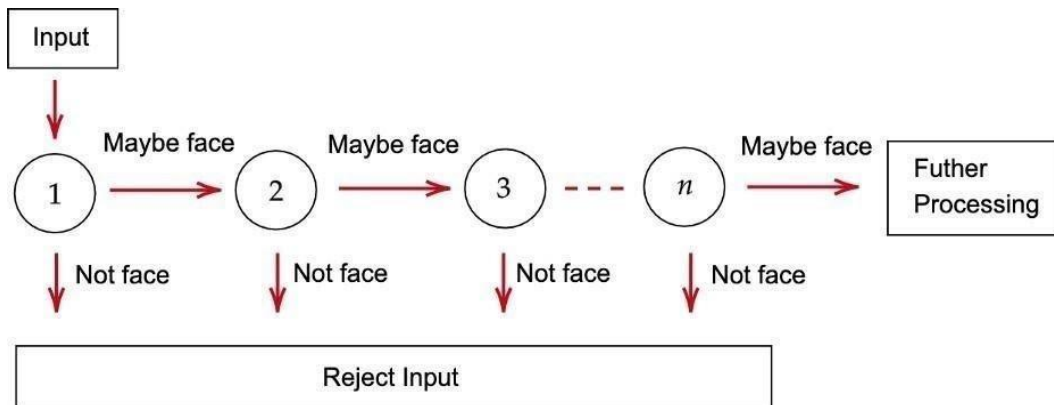 Input
Maybe face
Maybe face
Maybe face
1
2
3
n
Futher
Processing
Not face
Not face
Not face
Not face
Reject Input